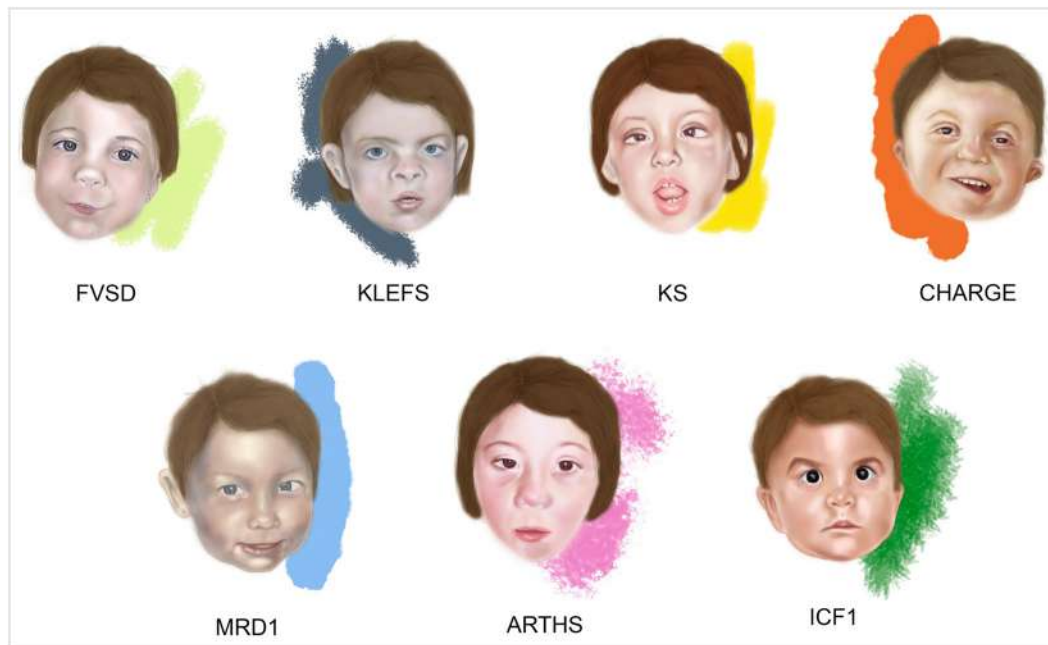 FVSD
KLEFS
KS
CHARGE
MRD1
ARTHS
ICF1